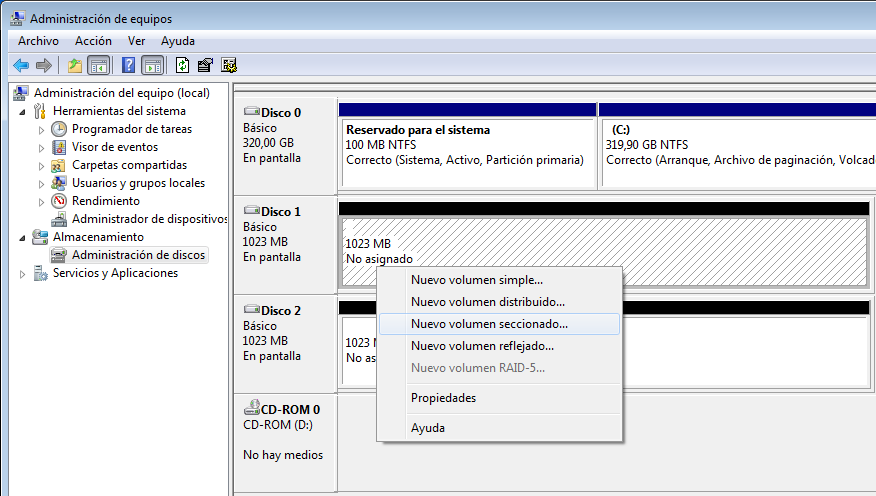 Administración de equipos
Archivo Acción Ver Ayuda
Administración del equipo (local)
Herramientas del sistema
Programador de tareas
Visor de eventos
Carpetas compartidas
Usuarios y grupos locales
Rendimiento
Administrador de dispositivos
Almacenamiento
Administración de discos
Servicios y Aplicaciones
Disco 0
Básico
320,00 GB
En pantalla
Reservado para el sistema
100 MB NTFS
Correcto (Sistema, Activo, Partición primaria)
(C:)
319,90 GB NTFS
Correcto (Arranque, Archivo de paginación, Volcad
Disco 1
Básico
1023 MB
En pantalla
1023 MB
No asignado
Disco 2
Básico
1023 MB
En pantalla
1023
No as
Nuevo volumen simple...
Nuevo volumen distribuido...
Nuevo volumen seccionado...
Nuevo volumen reflejado...
Nuevo volumen RAID-5...
Propiedades
Ayuda
CD-ROM 0
CD-ROM (D:)
No hay medios